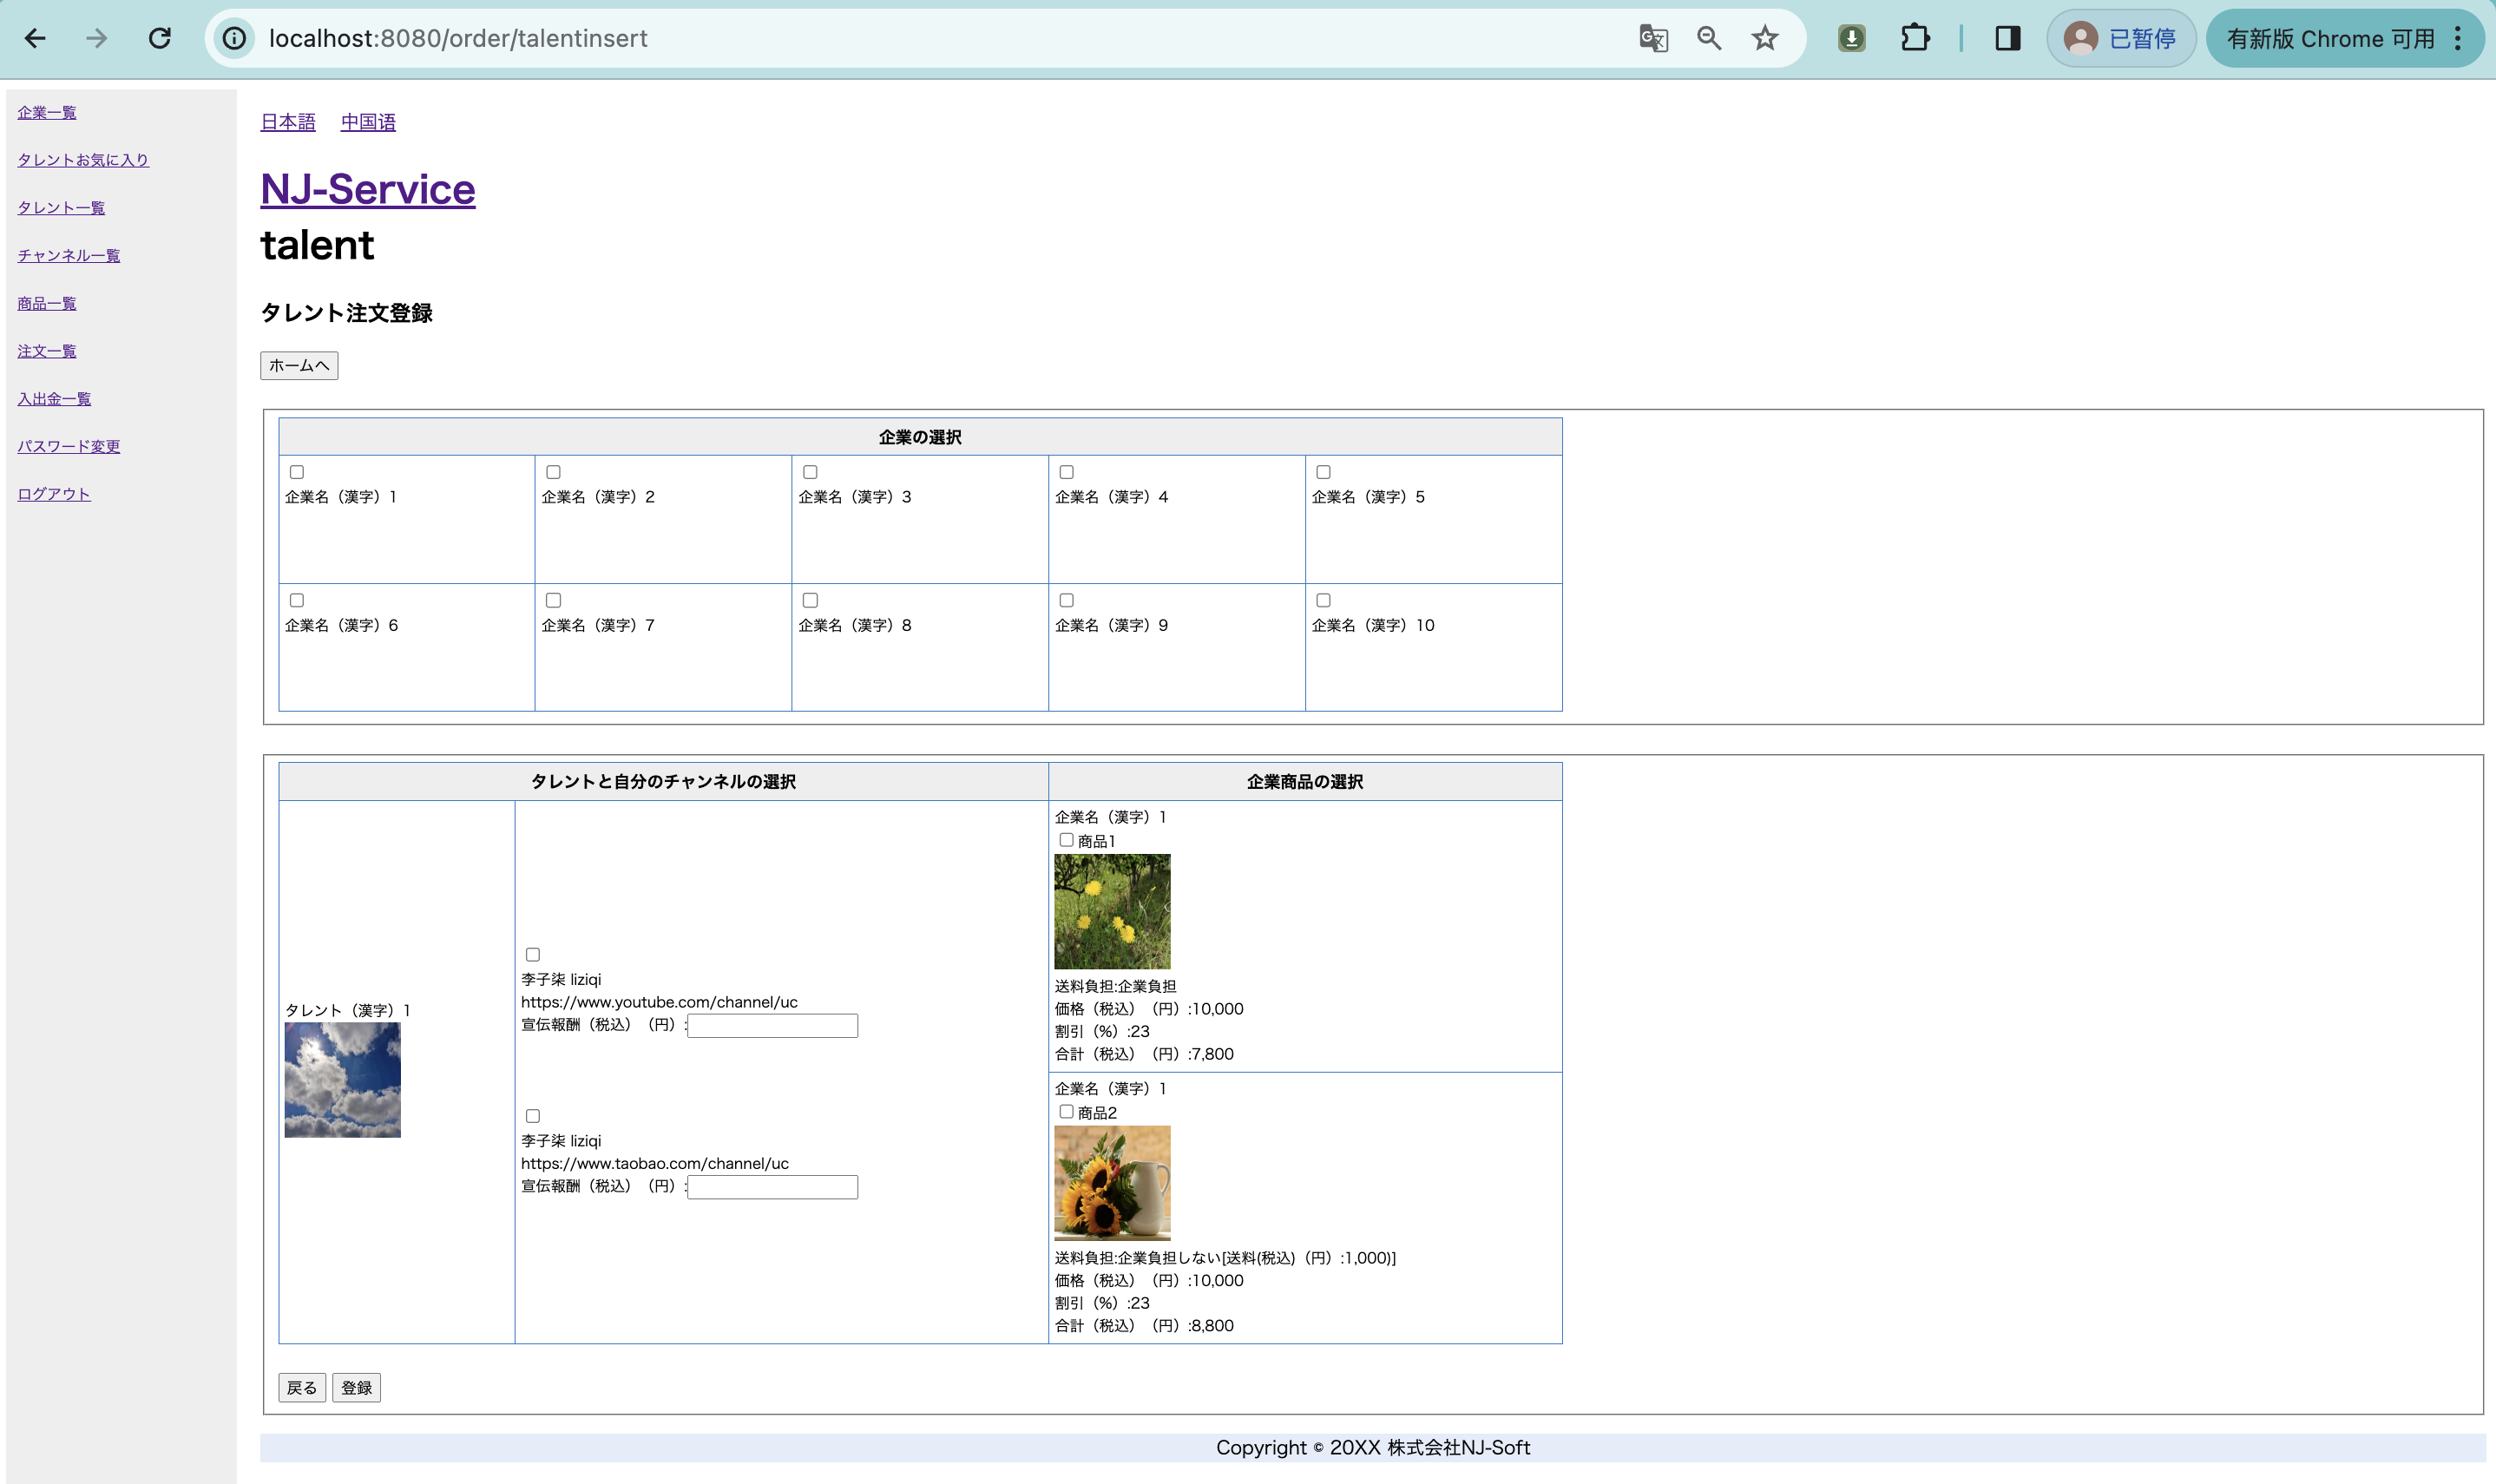 localhost:8080/order/talentinsert
已暂停
有新版 Chrome 可用
企業一覧
タレントお気に入り
タレント一覧
チャンネル一覧
商品一覧
注文一覧
入出金一覧
パスワード変更
ログアウト
日本語 中国语
NJ-Service
talent
タレント注文登録
ホームへ
企業の選択
企業名（漢字）1
企業名（漢字）2
企業名（漢字）3
企業名（漢字）4
企業名（漢字）5
企業名（漢字）6
企業名（漢字）7
企業名（漢字）8
企業名（漢字）9
企業名（漢字）10
タレントと自分のチャンネルの選択
企業商品の選択
タレント（漢字）1
李子柒 liziqi
https://www.youtube.com/channel/uc
宣伝報酬（税込）（円）:
李子柒 liziqi
https://www.taobao.com/channel/uc
宣伝報酬（税込）（円）:
企業名（漢字）1
商品1
送料負担:企業負担
価格（税込）（円）:10,000
割引（%）:23
合計（税込）（円）:7,800
企業名（漢字）1
商品2
送料負担:企業負担しない[送料(税込)（円）:1,000)]
価格（税込）（円）:10,000
割引（%）:23
合計（税込）（円）:8,800
戻る 登録
Copyright © 20XX 株式会社NJ-Soft